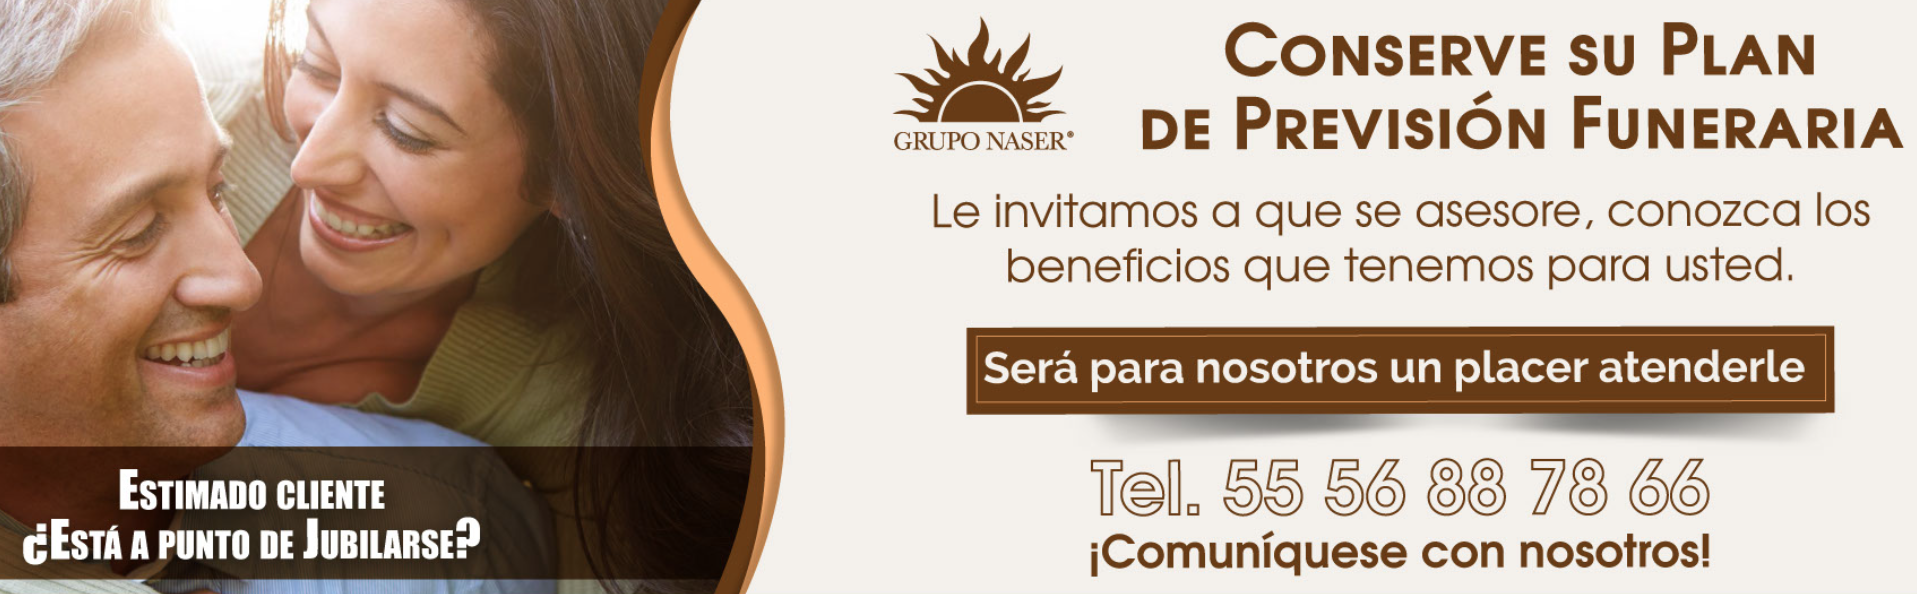 GRUPO NASER®
CONSERVE SU PLAN
DE PREVISIÓN FUNERARIA
Le invitamos a que se asesore, conozca los
beneficios que tenemos para usted.
Será para nosotros un placer atenderle
Tel. 55 56 88 78 66
¡Comuníquese con nosotros!
ESTIMADO CLIENTE
¿ESTÁ A PUNTO DE JUBILARSE?